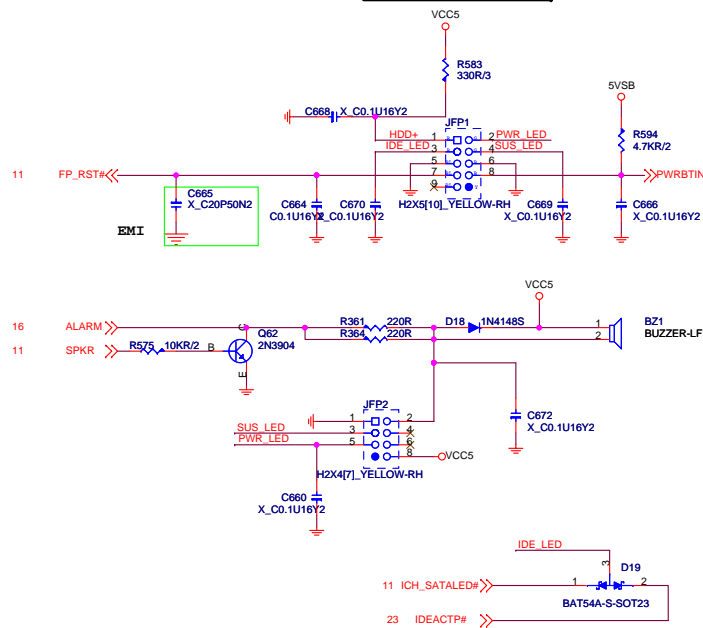 VCC5
R583
330R/3
5VSB
C668
X_C0.1U16Y2
JFP1
HDD+
1
2
PWR_LED
IDE_LED
3
4
SUS_LED
R594
4.7KR/2
5
6
11
FP_RST#
7
8
PWRBTIN
9
C665
X_C20P50N2
EMI
C664
C0.1U16Y2
C670
X_C0.1U16Y2
H2X5[10]_YELLOW-RH
C669
X_C0.1U16Y2
C666
X_C0.1U16Y2
VCC5
16
ALARM
C
Q62
2N3904
R361
220R
D18
1N4148S
1
BZ1
R364
220R
2
BUZZER-LF
11
SPKR
R575
10KR/2
B
E
JFP2
1
2
SUS_LED
3
4
PWR_LED
5
6
8
VCC5
C672
X_C0.1U16Y2
H2X4[7]_YELLOW-RH
C660
X_C0.1U16Y2
IDE_LED
3
D19
11
ICH_SATALED#
1
2
BAT54A-S-SOT23
23
IDEACTP#